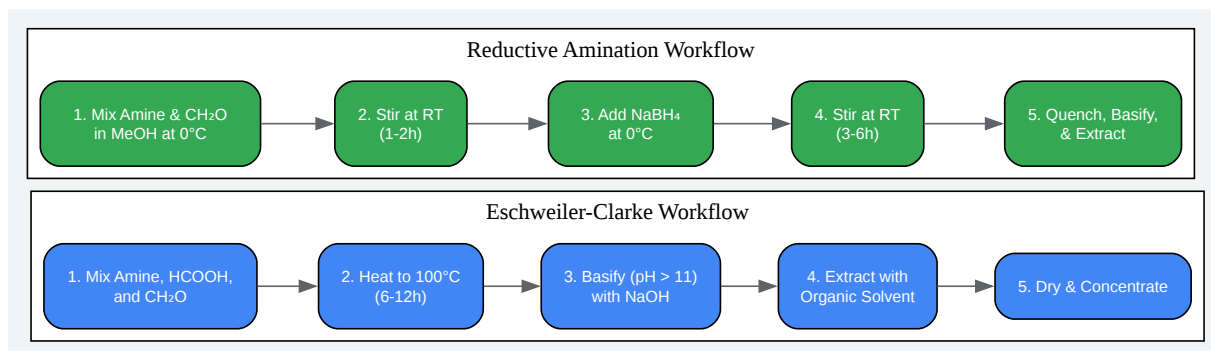 Reductive Amination Workflow
1. Mix Amine & CH₂O
in MeOH at 0°C
2. Stir at RT
(1-2h)
3. Add NaBH₄
at 0°C
4. Stir at RT
(3-6h)
5. Quench, Basify,
& Extract
Eschweiler-Clarke Workflow
1. Mix Amine, HCOOH,
and CH₂O
2. Heat to 100°C
(6-12h)
3. Basify (pH > 11)
with NaOH
4. Extract with
Organic Solvent
5. Dry & Concentrate